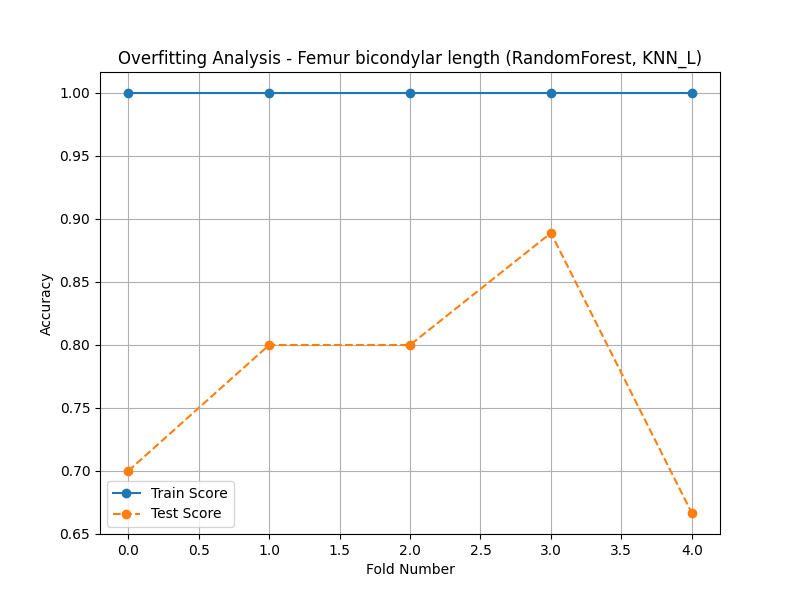 Overfitting Analysis - Femur bicondylar length (RandomForest, KNN_L)
1.00
0.95
0.90
0.85
0.80
0.75
0.70
0.65
Accuracy
Train Score
Test Score
0.0 0.5 1.0 1.5 2.0 2.5 3.0 3.5 4.0
Fold Number